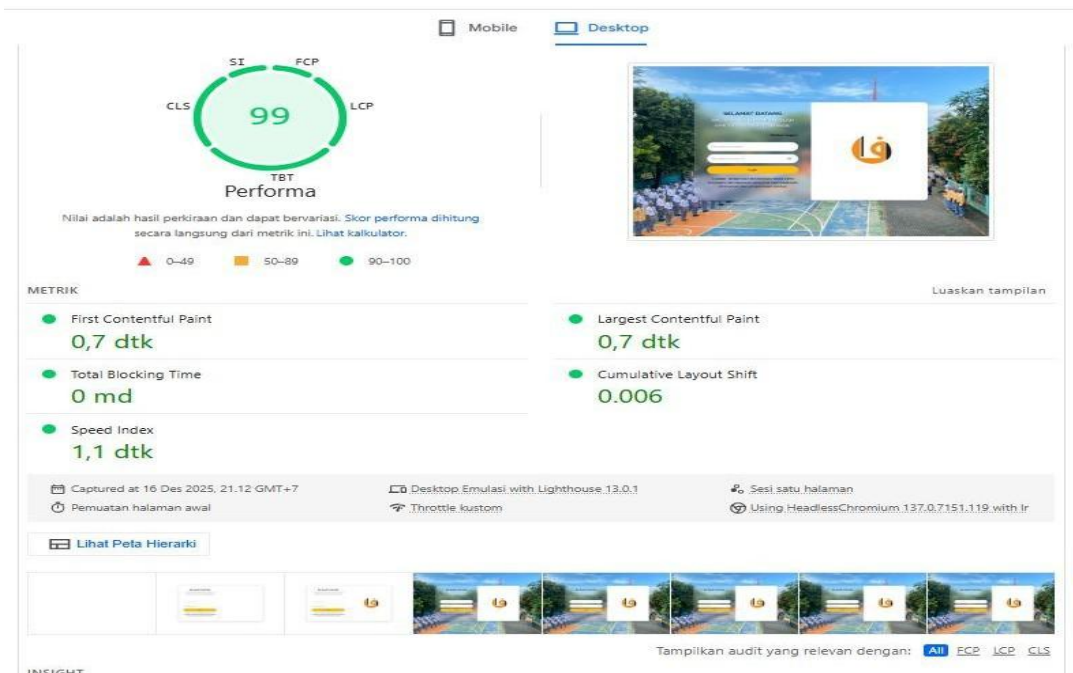 Mobile Desktop
SI FCP
CLS LCP
99
TBT
Performa
Nilai adalah hasil perkiraan dan dapat bervariasi. Skor performa dihitung
secara langsung dari metrik ini. Lihat kalkulator.
0–49 50–89 90–100
SELAMAT DATANG
METRIK Luaskan tampilan
First Contentful Paint Largest Contentful Paint
0,7 dtk 0,7 dtk
Total Blocking Time Cumulative Layout Shift
0 md 0.006
Speed Index
1,1 dtk
Captured at 16 Des 2025, 21.12 GMT+7 Desktop Emulasi with Lighthouse 13.0.1 Sesi satu halaman
Pemuatan halaman awal Throttle kustom Using HeadlessChromium 137.0.7151.119 with lr
Lihat Peta Hierarki
Tampilkan audit yang relevan dengan: All FCP LCP CLS
INSIGHT